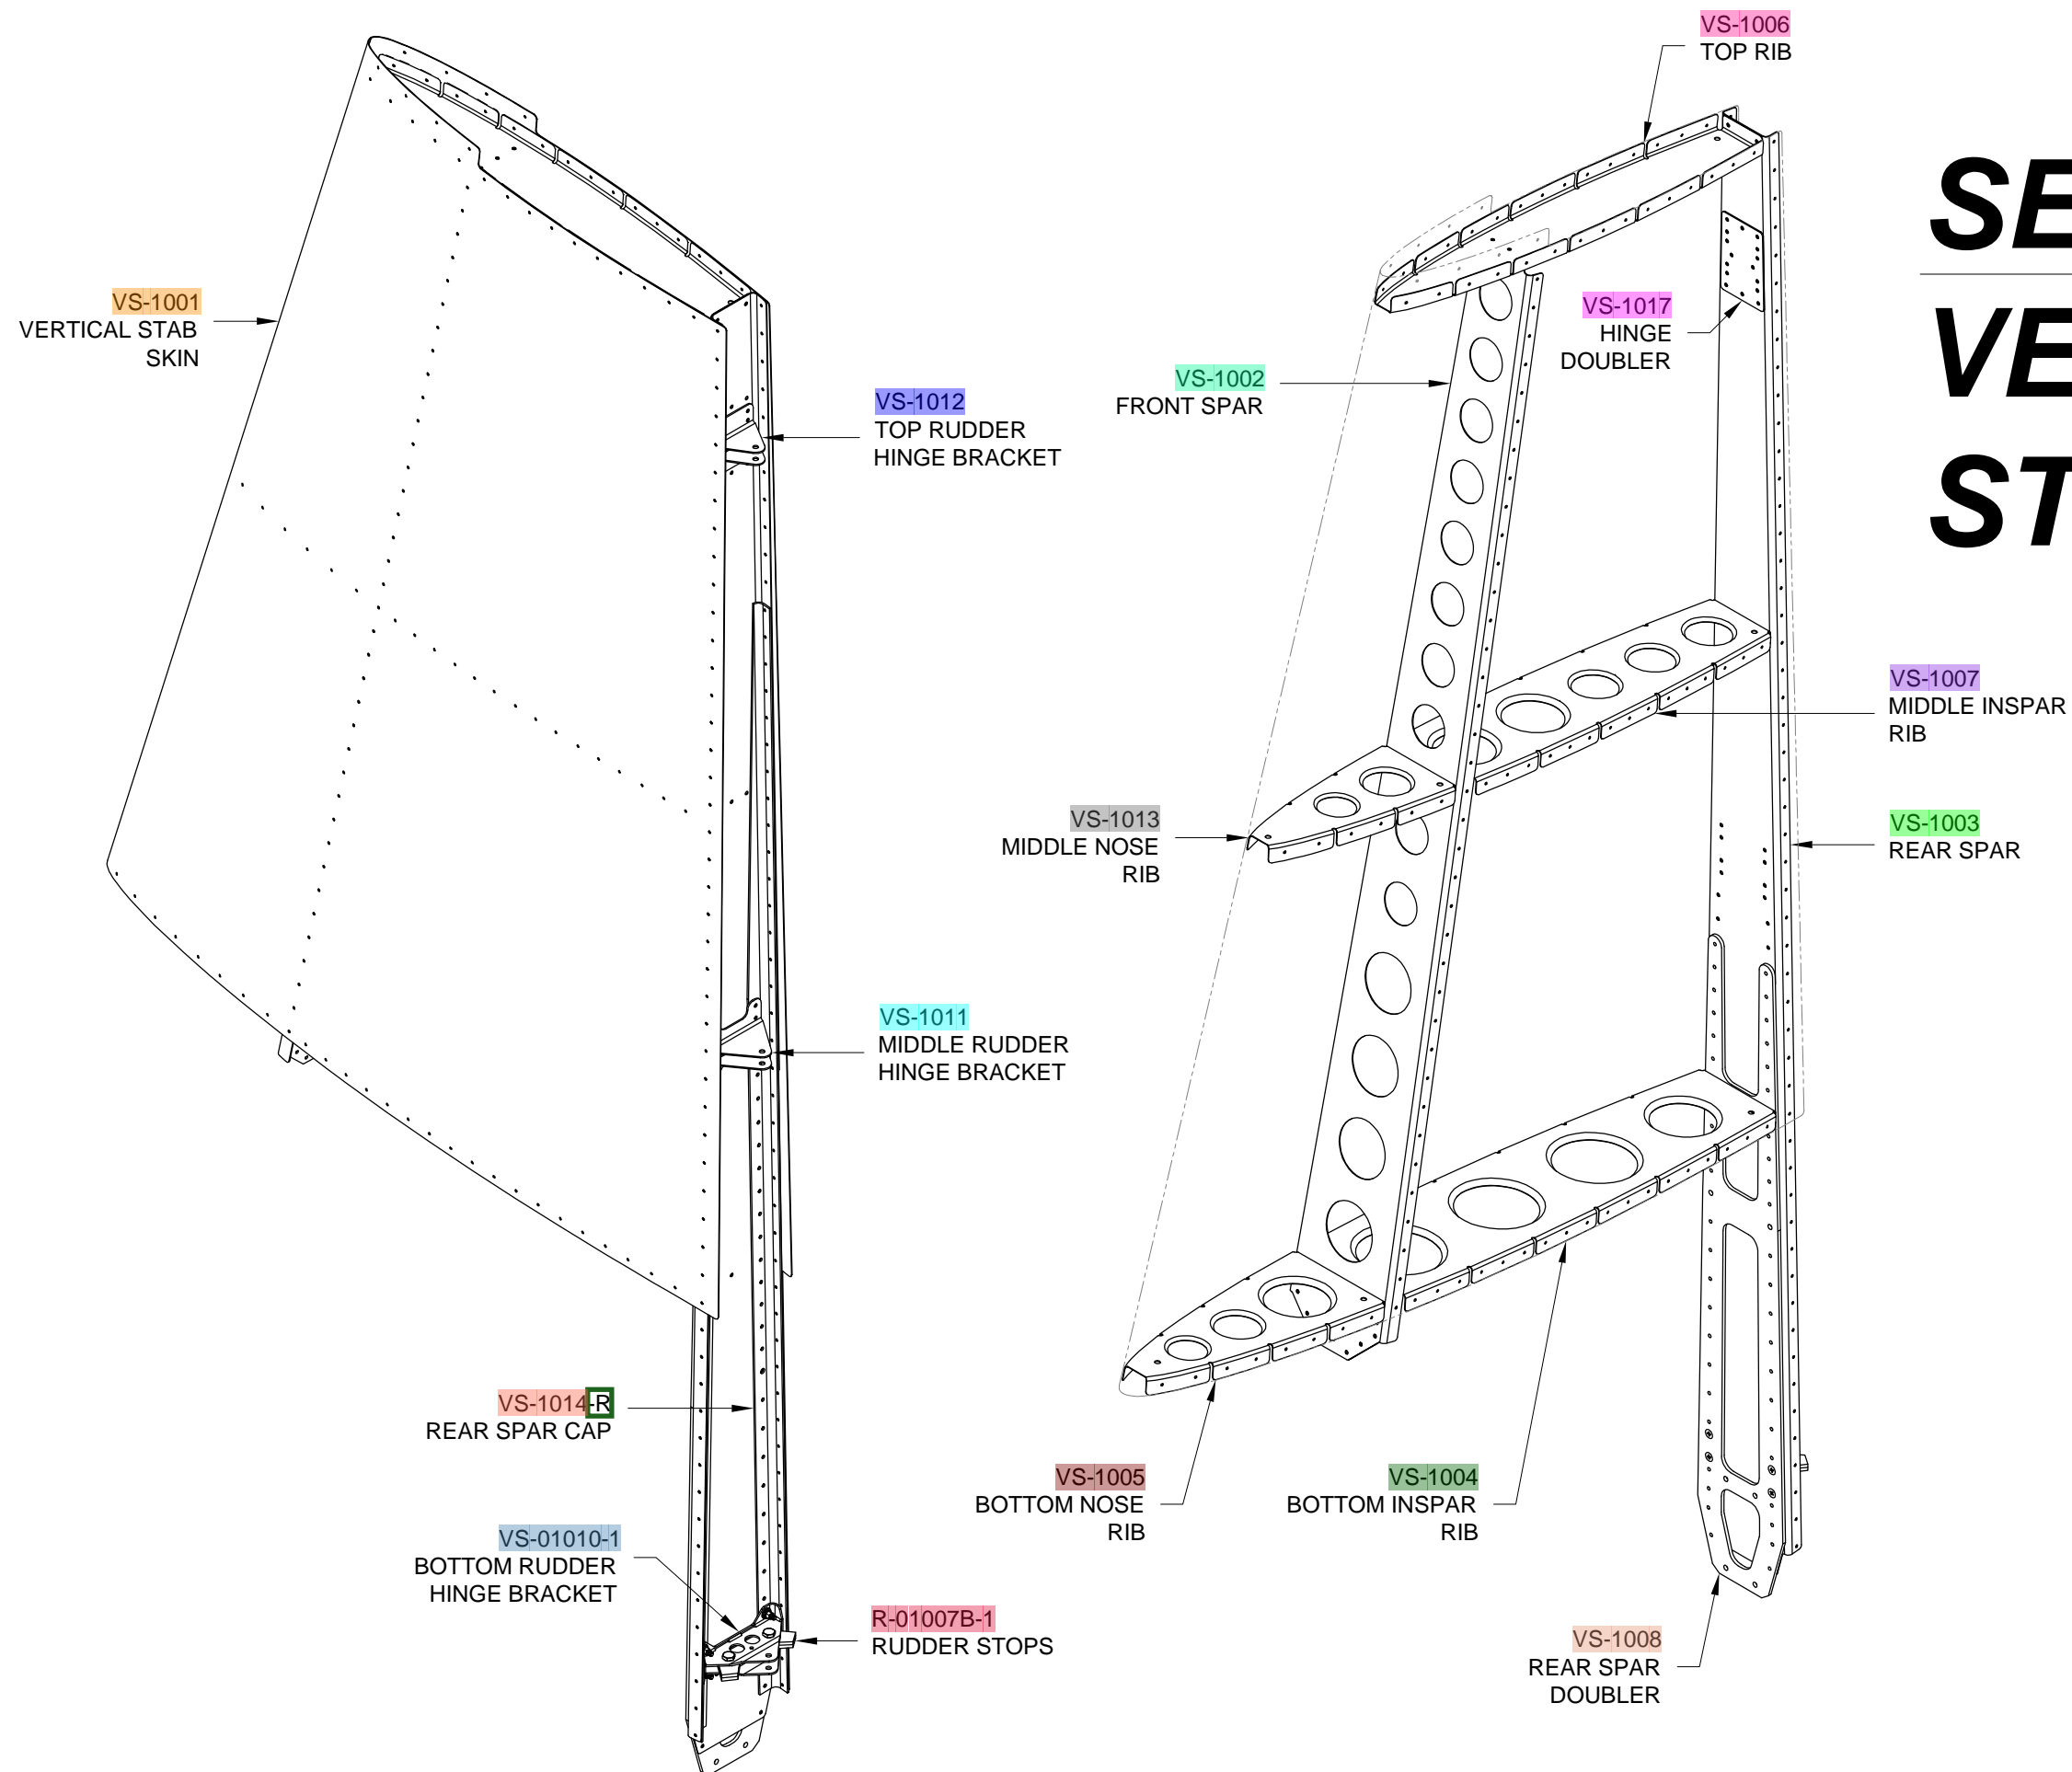 VS-1006
TOP RIB
SE
VE
ST
VS-1001
VERTICAL STAB
SKIN
VS-1017
HINGE
DOUBLER
VS-1002
FRONT SPAR
VS-1012
TOP RUDDER
HINGE BRACKET
VS-1007
MIDDLE INSPAR
RIB
VS-1013
MIDDLE NOSE
RIB
VS-1003
REAR SPAR
VS-1011
MIDDLE RUDDER
HINGE BRACKET
VS-1014-R
REAR SPAR CAP
VS-1005
BOTTOM NOSE
RIB
VS-1004
BOTTOM INSPAR
RIB
VS-01010-1
BOTTOM RUDDER
HINGE BRACKET
R-01007B-1
RUDDER STOPS
VS-1008
REAR SPAR
DOUBLER